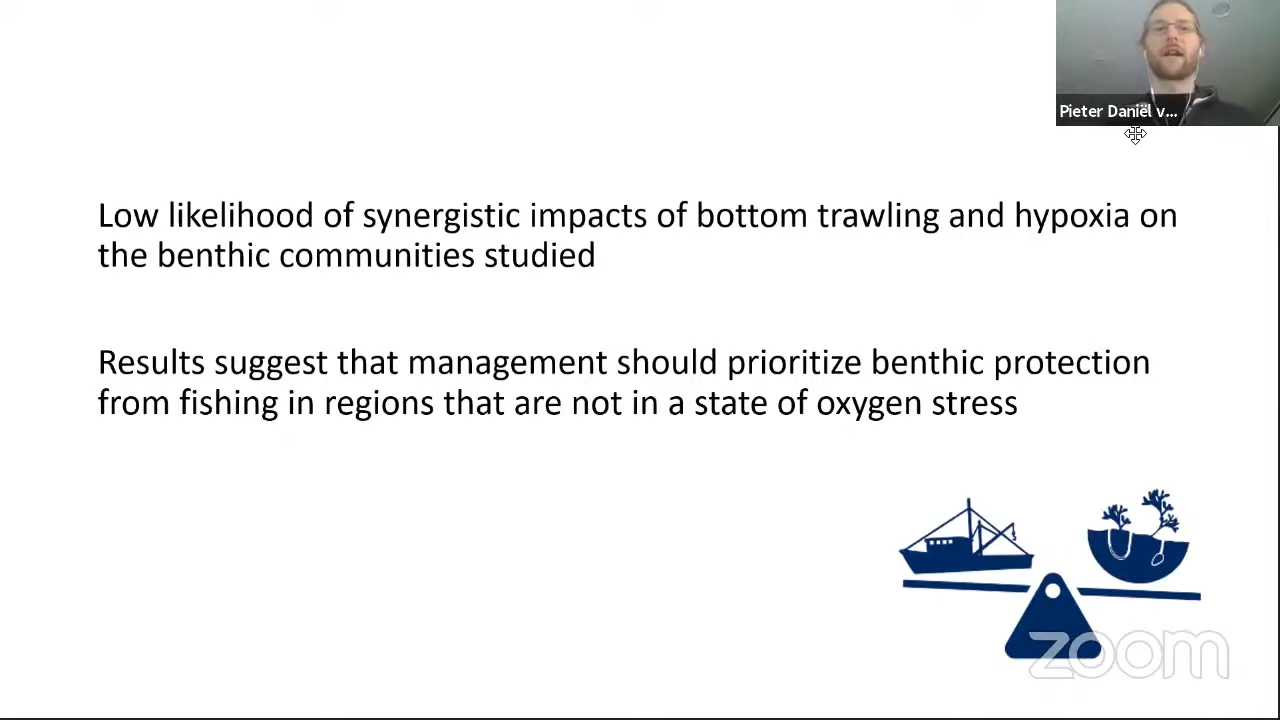 Pieter Daniël v...
Low likelihood of synergistic impacts of bottom trawling and hypoxia on
the benthic communities studied
Results suggest that management should prioritize benthic protection
from fishing in regions that are not in a state of oxygen stress
zoom